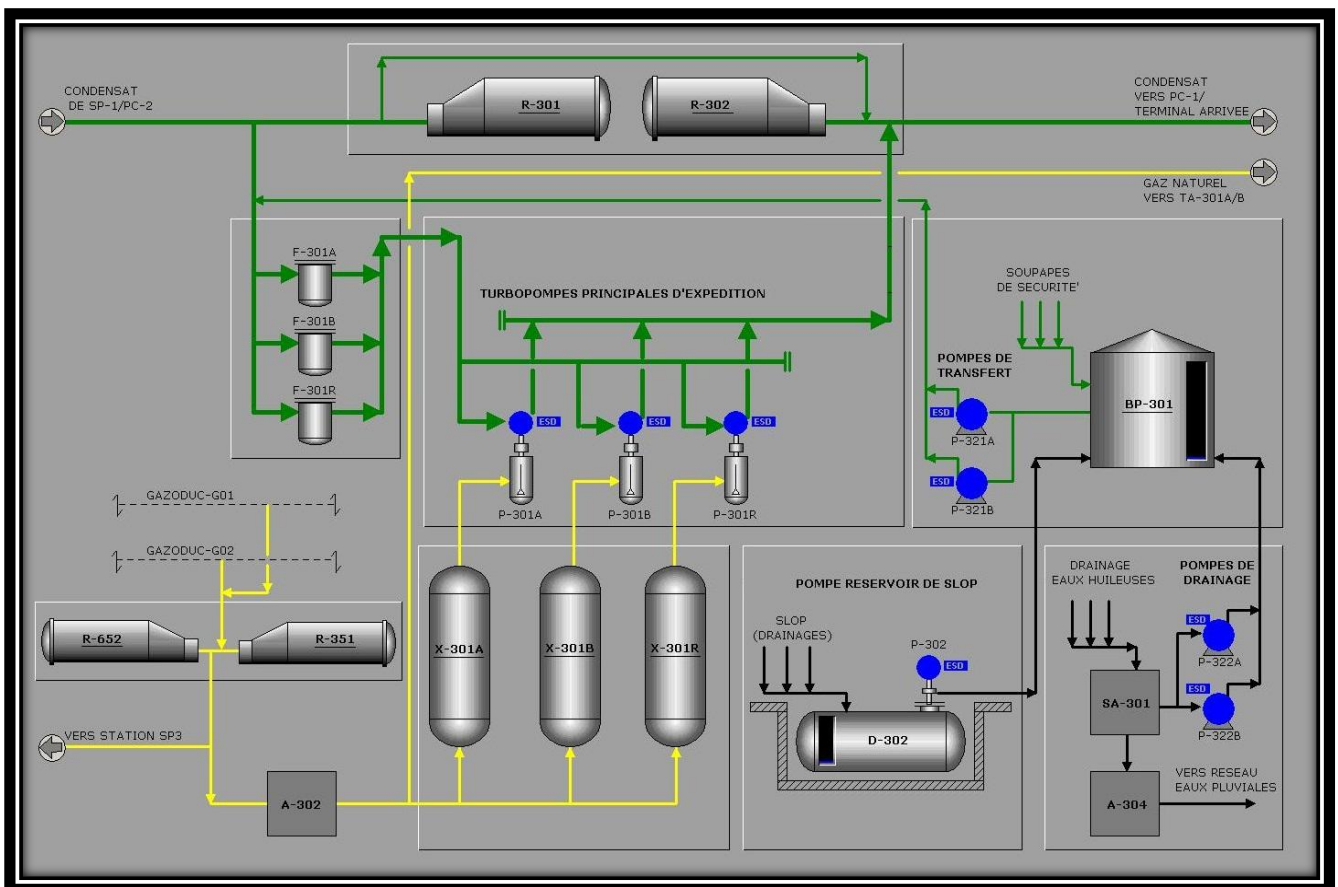 CONDENSAT
DE SP-1/PC-2
R-301
R-302
CONDENSAT
VERS PC-1/
TERMINAL ARRIVEE
GAZ NATUREL
VERS TA-301A/B
F-301A
F-301B
F-301R
TURBOPOMPES PRINCIPALES D'EXPEDITION
ESD
ESD
ESD
P-301A
P-301B
P-301R
SOUPAPES
DE SECURITE'
POMPES DE
TRANSFERT
BP-301
ESD
P-321A
ESD
P-321B
GAZODUC-G01
GAZODUC-G02
R-652
R-351
VERS STATION SP3
A-302
X-301A
X-301B
X-301R
POMPE RESERVOIR DE SLOP
SLOP
(DRAINAGES)
P-302
ESD
D-302
DRAINAGE
EAUX HUILEUSES
POMPES DE
DRAINAGE
ESD
P-322A
SA-301
ESD
P-322B
A-304
VERS RESEAU
EAUX PLUVIALES